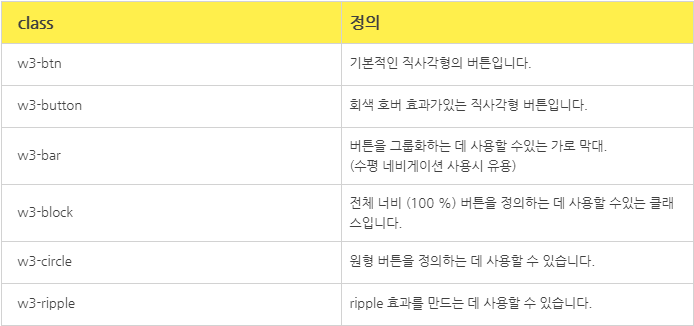 class 정의
w3-btn 기본적인 직사각형의 버튼입니다.
w3-button 회색 호버 효과가있는 직사각형 버튼입니다.
w3-bar 버튼을 그룹화하는 데 사용할 수있는 가로 막대.
(수평 네비게이션 사용시 유용)
w3-block 전체 너비 (100 %) 버튼을 정의하는 데 사용할 수있는 클래
스입니다.
w3-circle 원형 버튼을 정의하는 데 사용할 수 있습니다.
w3-ripple ripple 효과를 만드는 데 사용할 수 있습니다.